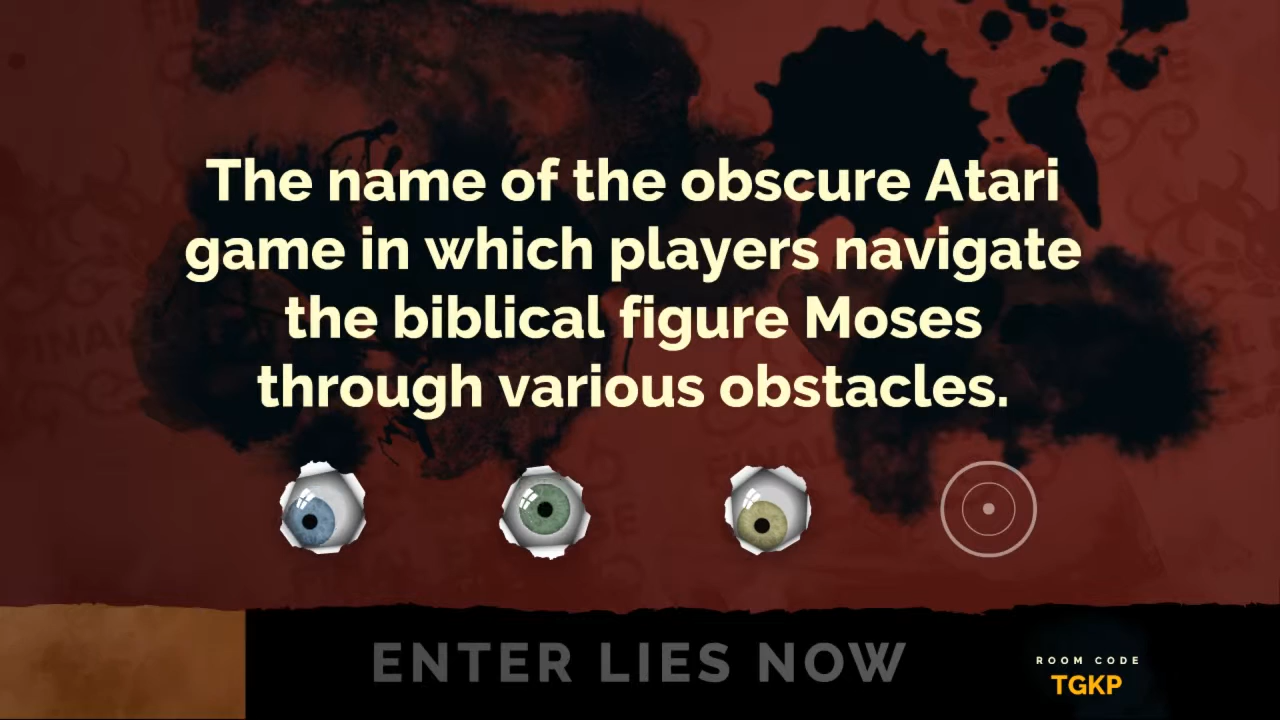 The name of the obscure Atari
game in which players navigate
the biblical figure Moses
through various obstacles.
ENTER LIES NOW
ROOM CODE
TGKP